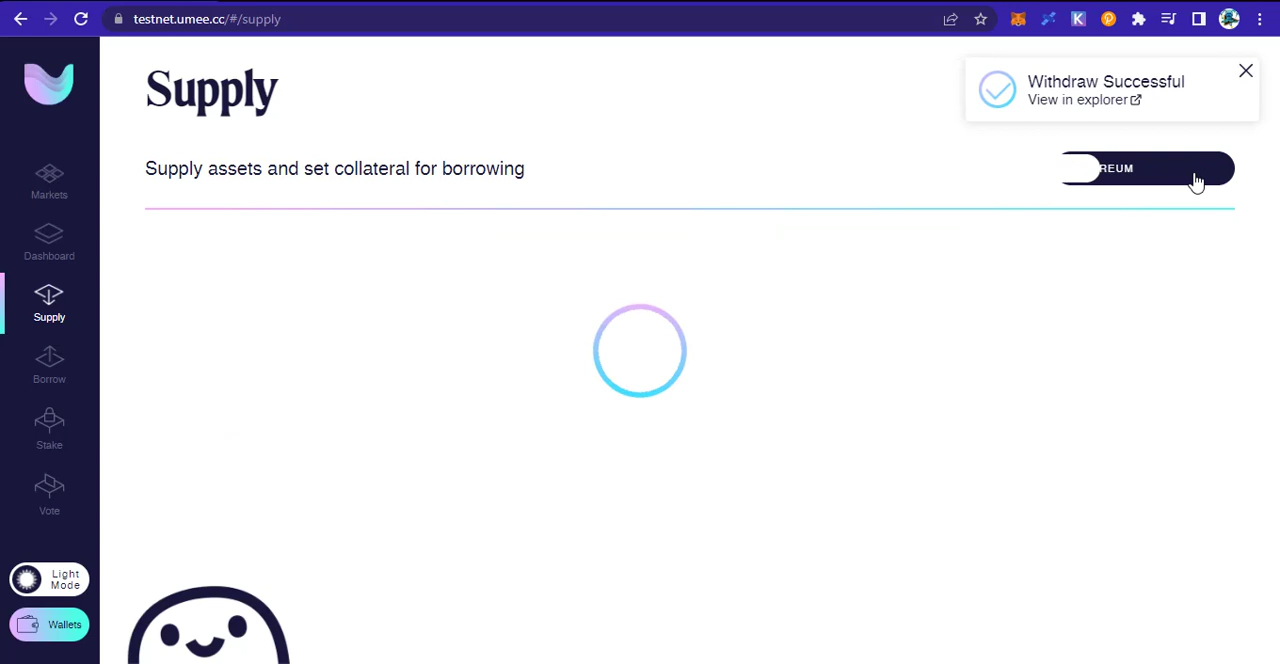 testnet.umee.cc/#/supply
K
Supply
Withdraw Successful
View in explorer
Supply assets and set collateral for borrowing
REUM
Markets
Dashboard
Supply
Borrow
Stake
Vote
Light
Mode
Wallets